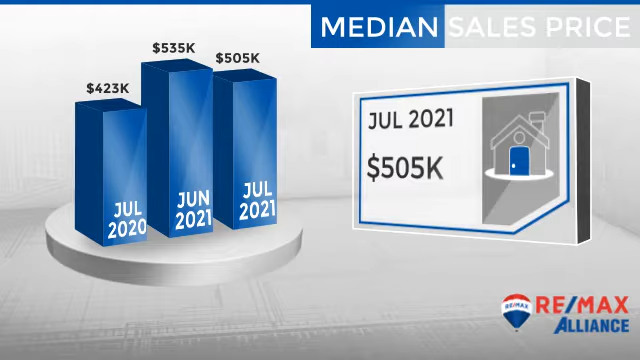 MEDIAN SALES PRICE
$423K
$535K
$505K
JUL
2020
JUN
2021
JUL
2021
JUL 2021
$505K
RE/MAX
RE/MAX
ALLIANCE